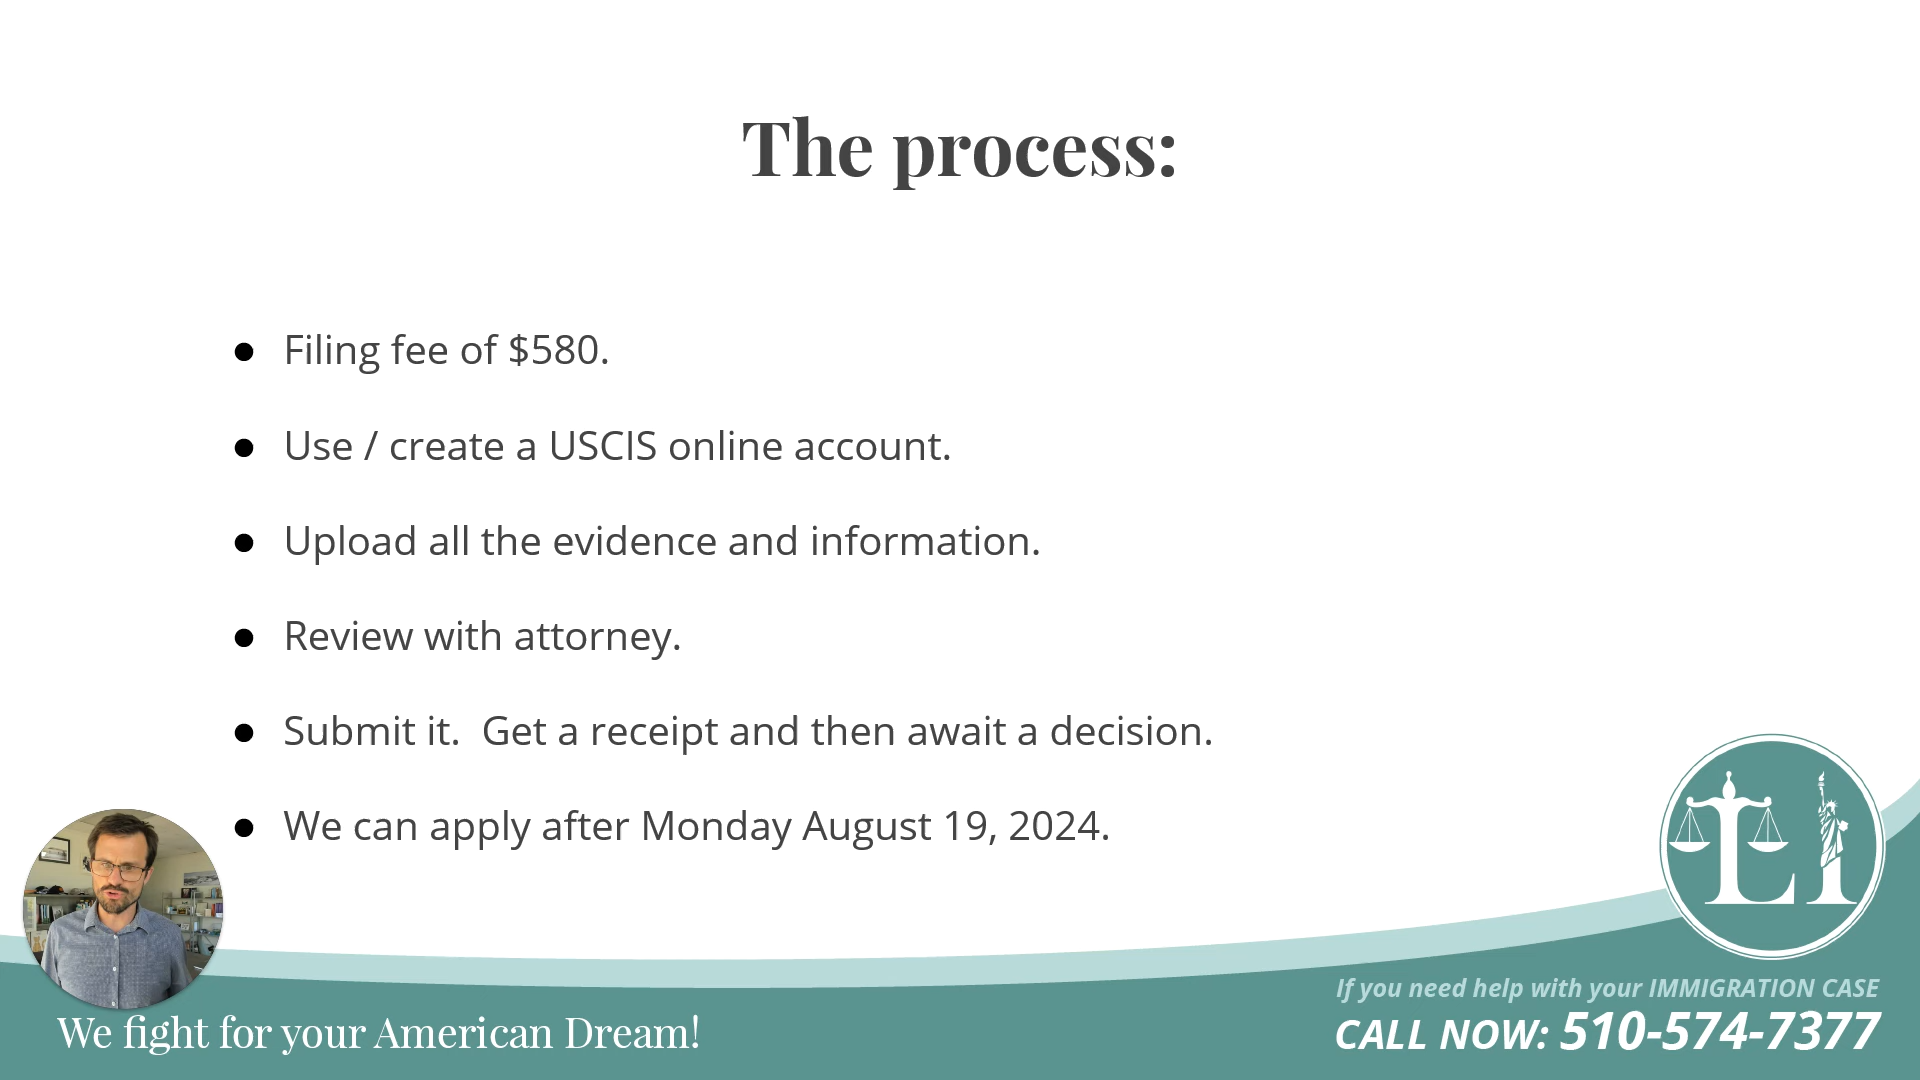 The process:
● Filing fee of $580.
● Use / create a USCIS online account.
● Upload all the evidence and information.
● Review with attorney.
● Submit it.  Get a receipt and then await a decision.
● We can apply after Monday August 19, 2024.
LI
We fight for your American Dream!
If you need help with your IMMIGRATION CASE
CALL NOW: 510-574-7377